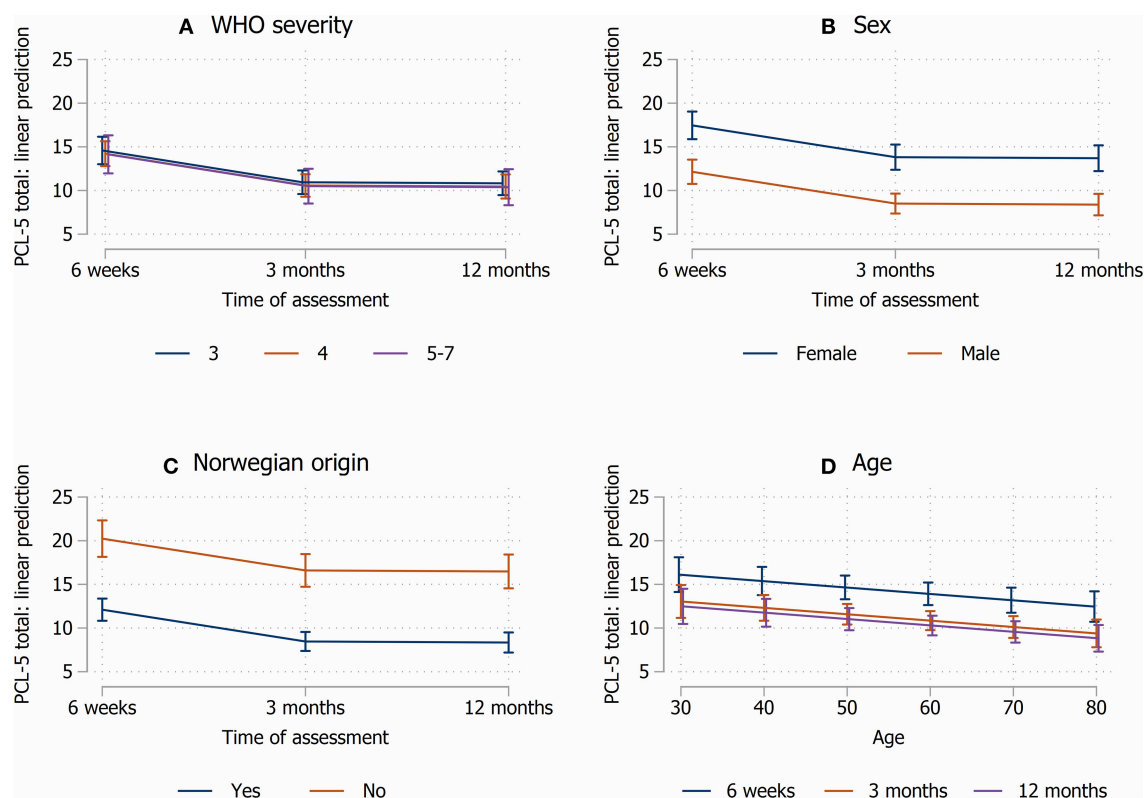 A WHO severity
PCL-5 total: linear prediction
25
20
15
10
5
6 weeks 3 months 12 months
Time of assessment
3 4 5-7
B Sex
PCL-5 total: linear prediction
25
20
15
10
5
6 weeks 3 months 12 months
Time of assessment
Female Male
C Norwegian origin
PCL-5 total: linear prediction
25
20
15
10
5
6 weeks 3 months 12 months
Time of assessment
Yes No
D Age
PCL-5 total: linear prediction
25
20
15
10
5
30 40 50 60 70 80
Age
6 weeks 3 months 12 months